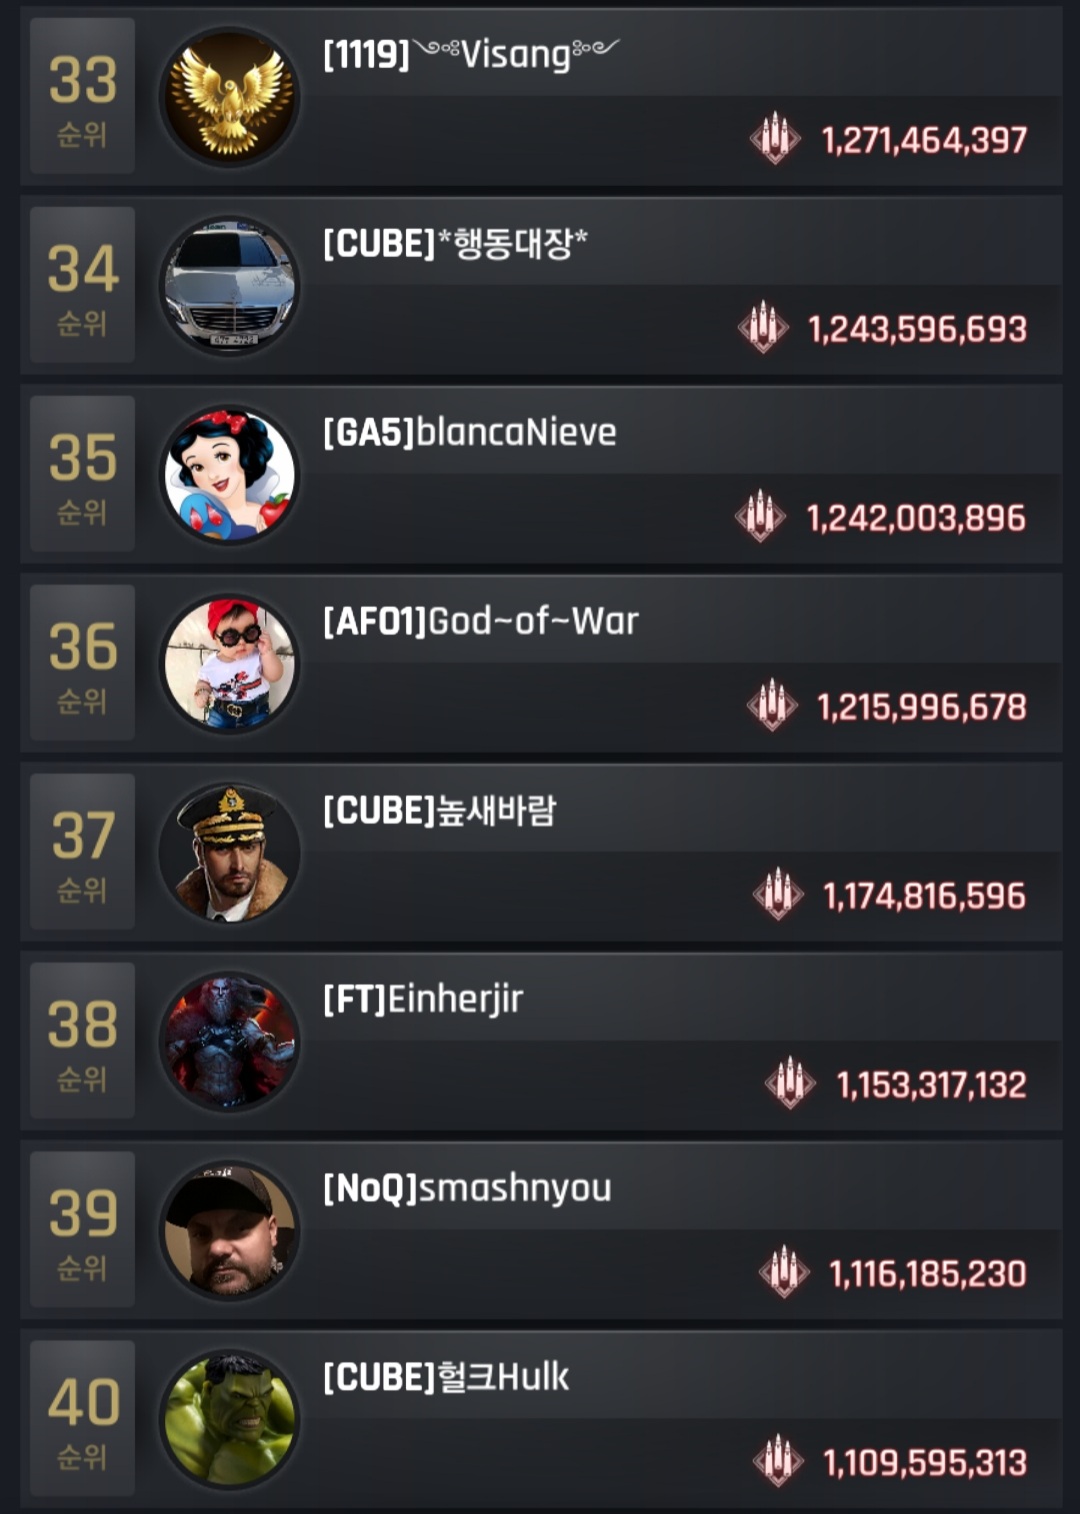 33
순위
[1119]༺Visang༻
1,271,464,397
34
순위
[CUBE]*행동대장*
1,243,596,693
35
순위
[GA5]blancaNieve
1,242,003,896
36
순위
[AFO1]God~of~War
1,215,996,678
37
순위
[CUBE]높새바람
1,174,816,596
38
순위
[FT]Einherjir
1,153,317,132
39
순위
[NoQ]smashnyou
1,116,185,230
40
순위
[CUBE]헐크Hulk
1,109,595,313